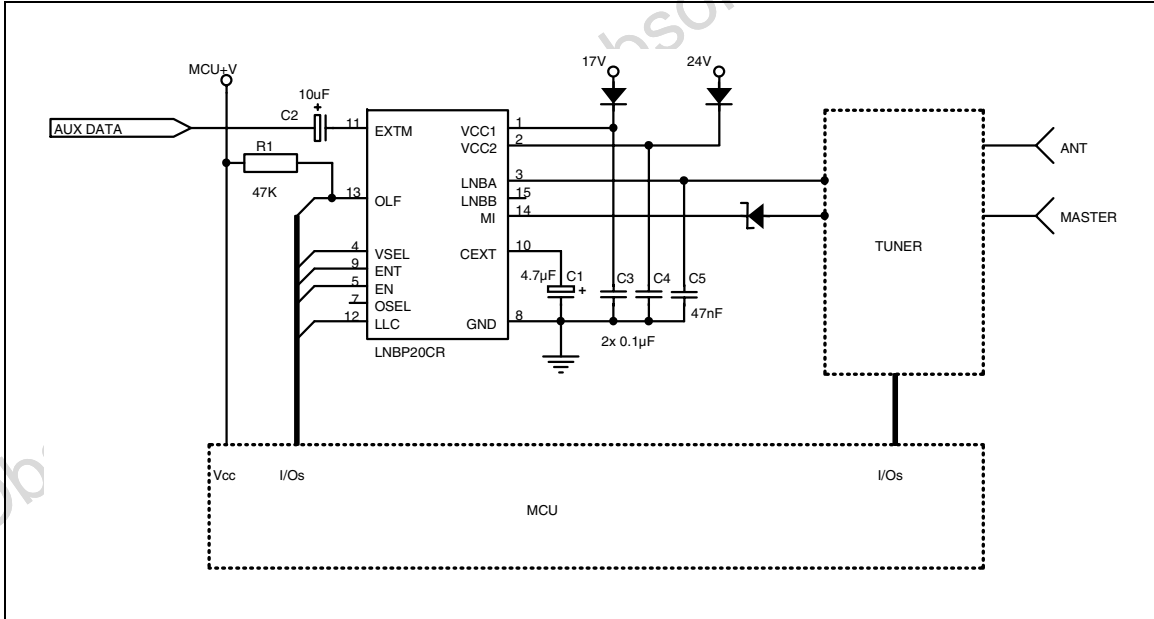 obsol
17V
24V
MCU+V
10uF
+
C2
AUX DATA
11
EXTM
VCC1
1
VCC2
2
R1
47K
LNBA
3
ANT
13
OLF
LNBB
15
MI
14
MASTER
TUNER
4
VSEL
CEXT
10
9
ENT
4.7µF
C1
+
C3
C4
C5
5
EN
7
OSEL
47nF
12
LLC
GND
8
2x 0.1µF
LNBP20CR
obs
Vcc
I/Os
I/Os
MCU